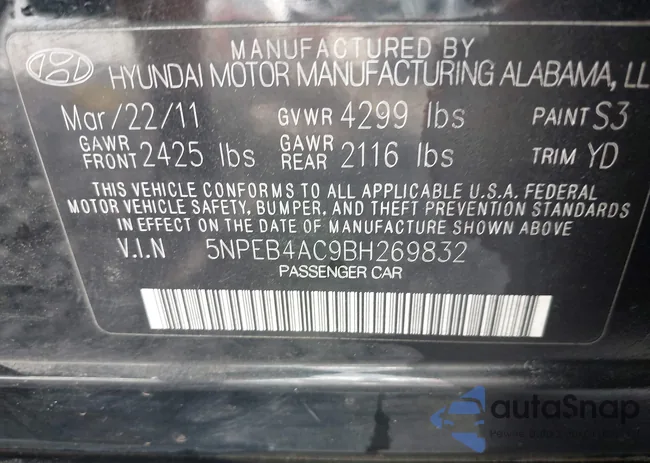 MANUFACTURED BY
HYUNDAI MOTOR MANUFACTURING ALABAMA, LL
Mar/22/11 GVWR 4299 lbs PAINT S3
GAWR FRONT 2425 lbs GAWR REAR 2116 lbs TRIM YD
THIS VEHICLE CONFORMS TO ALL APPLICABLE U.S.A. FEDERAL
MOTOR VEHICLE SAFETY, BUMPER, AND THEFT PREVENTION STANDARDS
IN EFFECT ON THE DATE OF MANUFACTURE SHOWN ABOVE
V.I.N 5NPEB4AC9BH269832
PASSENGER CAR
autoSnap